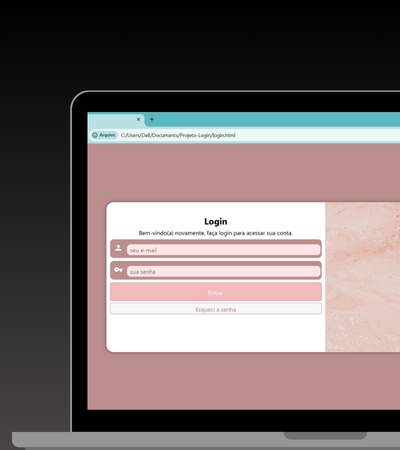 Arquivo C:/Users/Dell/Documents/Projeto-Login/login.html
Login
Bem-vindo(a) novamente, faça login para acessar sua conta.
seu e-mail
sua senha
Entrar
Esqueci a senha